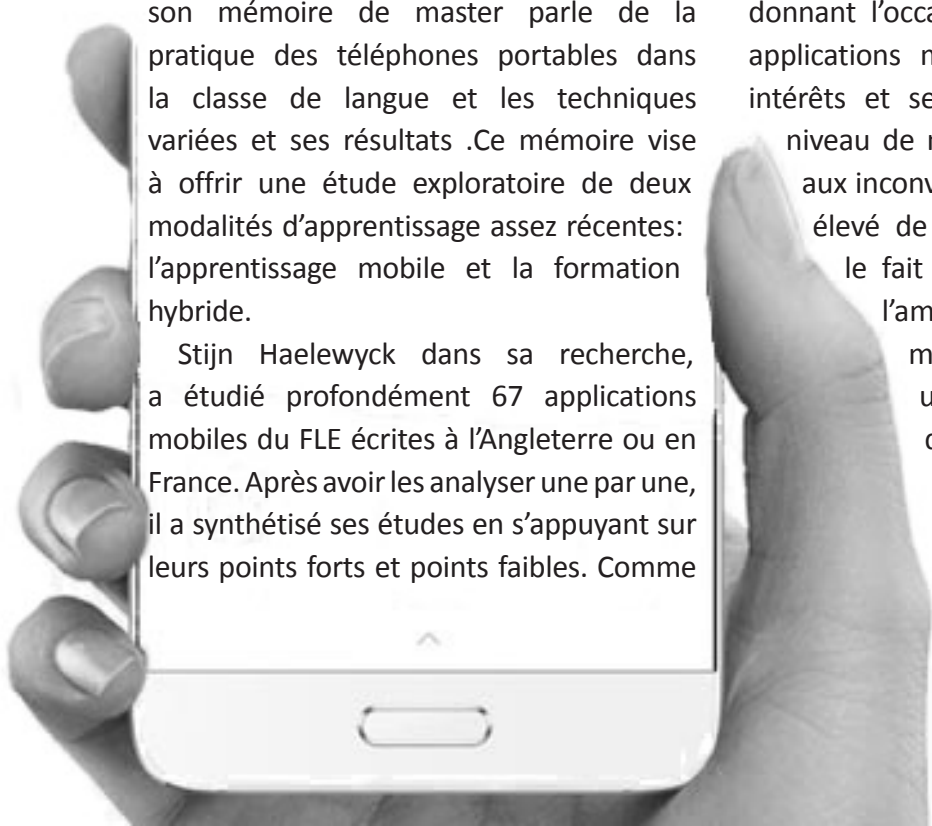 son mémoire de master parle de la
pratique des téléphones portables dans
la classe de langue et les techniques
variées et ses résultats .Ce mémoire vise
à offrir une étude exploratoire de deux
modalités d’apprentissage assez récentes:
l’apprentissage mobile et la formation
hybride.
Stijn Haelewyck dans sa recherche,
a étudié profondément 67 applications
mobiles du FLE écrites à l’Angleterre ou en
France. Après avoir les analyser une par une,
il a synthétisé ses études en s’appuyant sur
leurs points forts et points faibles. Comme
donnant l’occa
applications
intérêts et se
niveau de
aux inconv
élevé de
le fait
l’am